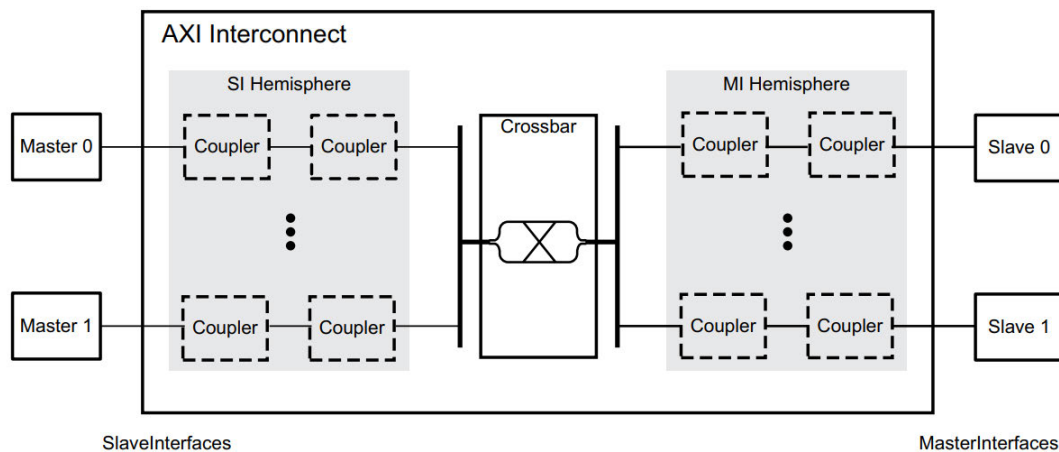 AXI Interconnect
SI Hemisphere
MI Hemisphere
Crossbar
Master 0
Coupler
Coupler
Coupler
Coupler
Slave 0
Master 1
Coupler
Coupler
Coupler
Coupler
Slave 1
SlaveInterfaces
MasterInterfaces